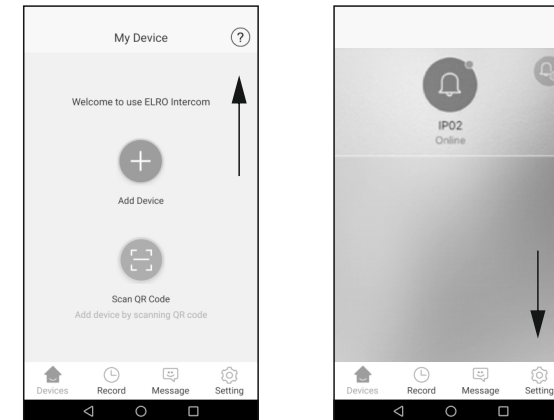 My Device
?
Welcome to use ELRO Intercom
Add Device
Scan QR Code
Add device by scanning QR code
Devices Record Message Setting
IP02
Online
Devices Record Message Setting